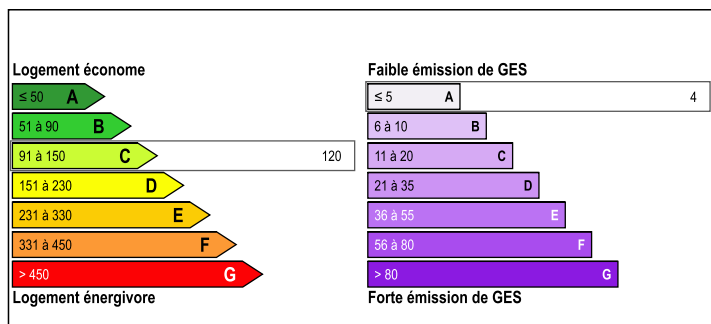 Logement économe
≤ 50 A
51 à 90 B
91 à 150 C 120
151 à 230 D
231 à 330 E
331 à 450 F
> 450 G
Logement énergivore
Faible émission de GES
≤ 5 A 4
6 à 10 B
11 à 20 C
21 à 35 D
36 à 55 E
56 à 80 F
> 80 G
Forte émission de GES